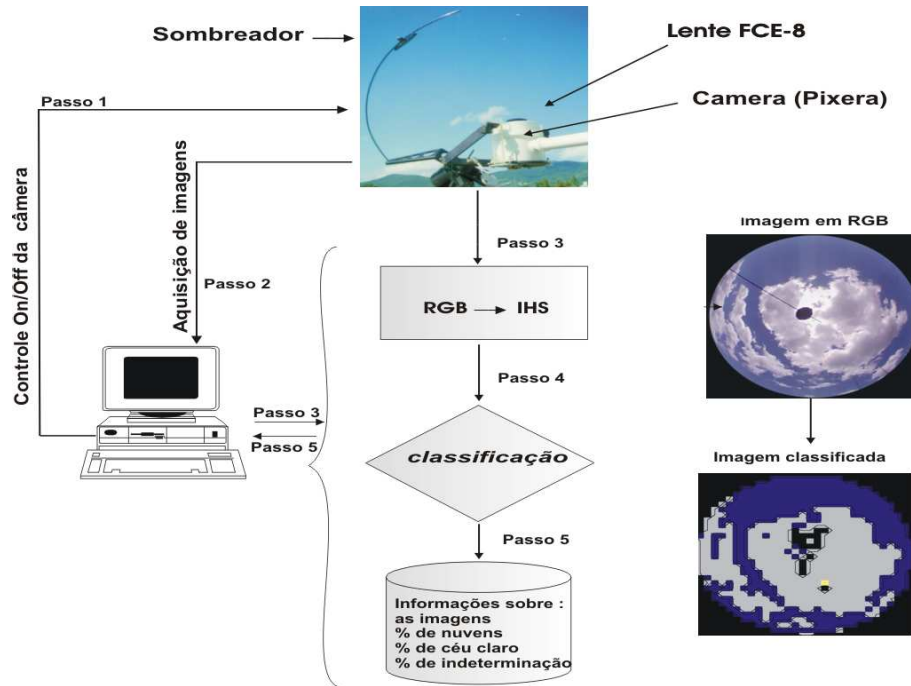 Sombreador
Lente FCE-8
Camera (Pixera)
Passo 1
Controle On/Off da câmera
Aquisição de imagens
Passo 2
Passo 3
RGB → IHS
Passo 4
Passo 3
Passo 5
classificação
Passo 5
Informações sobre :
as imagens
% de nuvens
% de céu claro
% de indeterminação
Imagem em RGB
Imagem classificada